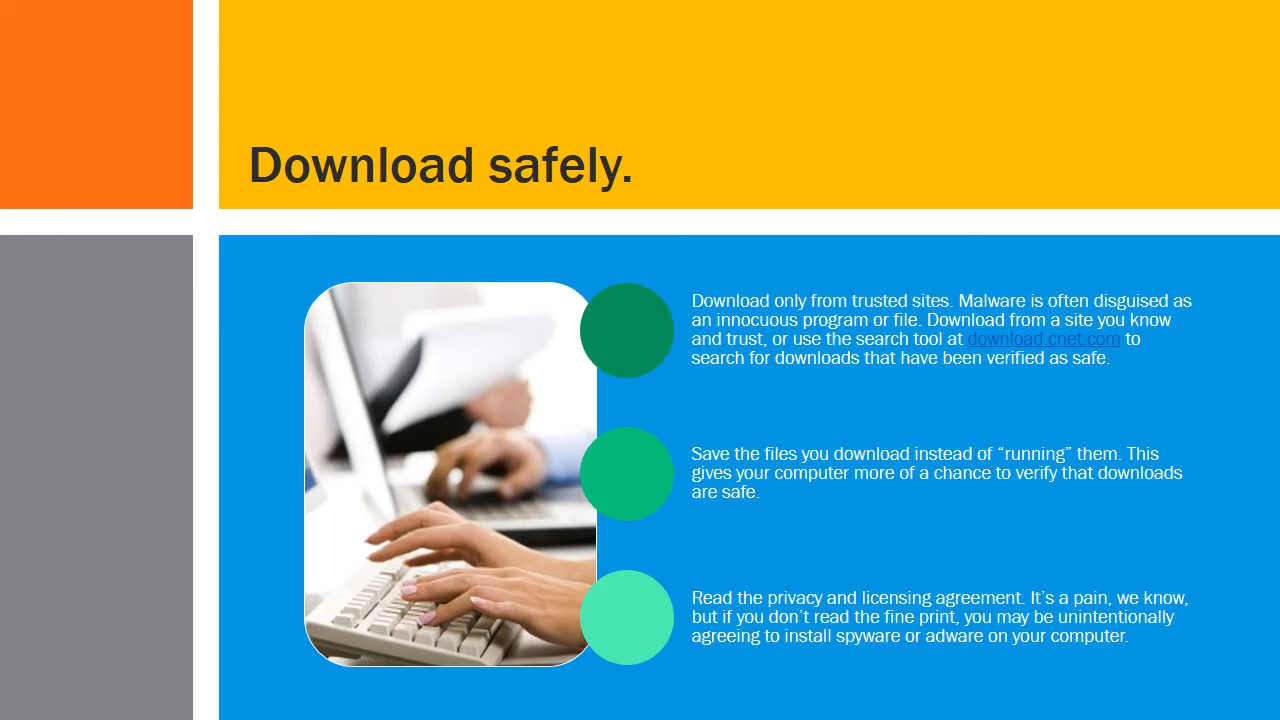 Download safely.
Download only from trusted sites. Malware is often disguised as
an innocuous program or file. Download from a site you know
and trust, or use the search tool at download.cnet.com to
search for downloads that have been verified as safe.
Save the files you download instead of “running” them. This
gives your computer more of a chance to verify that downloads
are safe.
Read the privacy and licensing agreement. It’s a pain, we know,
but if you don’t read the fine print, you may be unintentionally
agreeing to install spyware or adware on your computer.